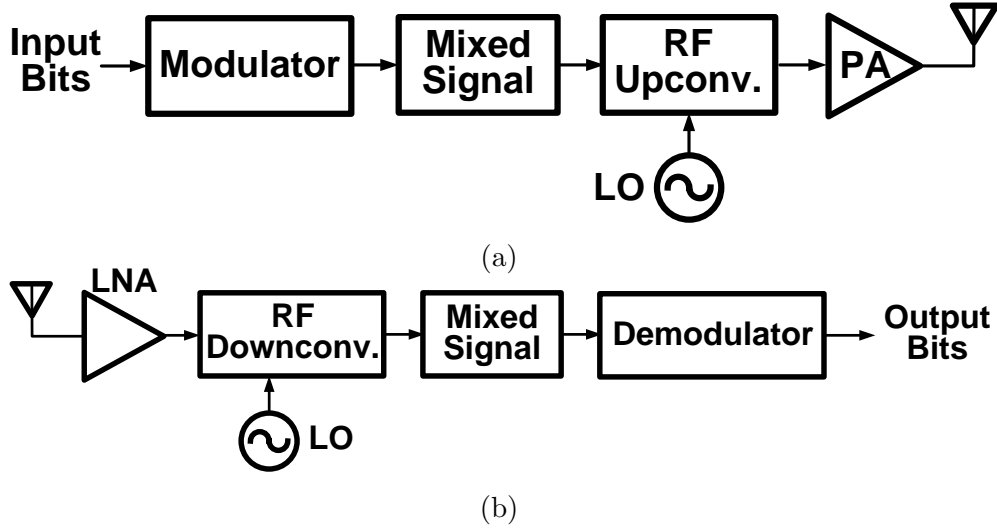 Input
Bits
Modulator
Mixed
Signal
RF
Upconv.
PA
LO
(a)
LNA
RF
Downconv.
Mixed
Signal
Demodulator
Output
Bits
LO
(b)